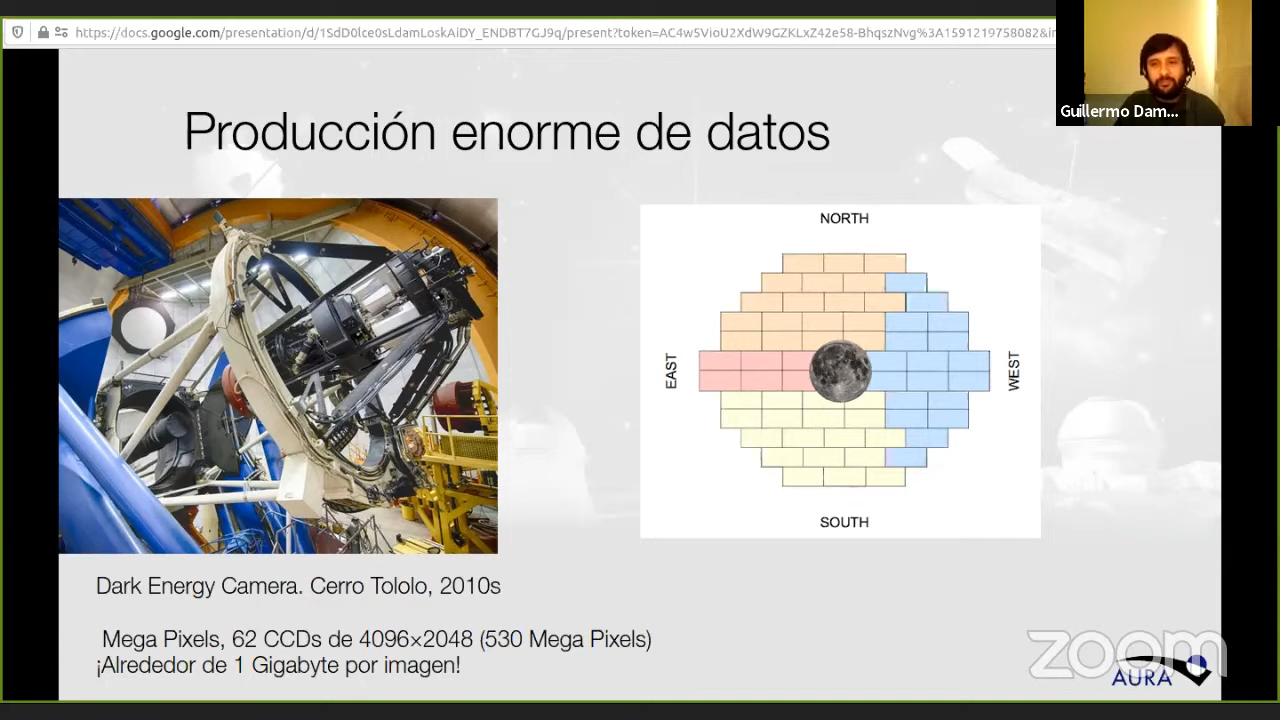 https://docs.google.com/presentation/d/1SdD0lce0sLdamLoskAiDY_ENDBT7GJ9q/present?token=AC4w5VioU2XdW9GZKLxZ42e58-BhqszNvg%3A1591219758082&i
Guillermo Dam...
Producción enorme de datos
NORTH
EAST
WEST
SOUTH
Dark Energy Camera. Cerro Tololo, 2010s
Mega Pixels, 62 CCDs de 4096×2048 (530 Mega Pixels)
¡Alrededor de 1 Gigabyte por imagen!
zoom
AURA